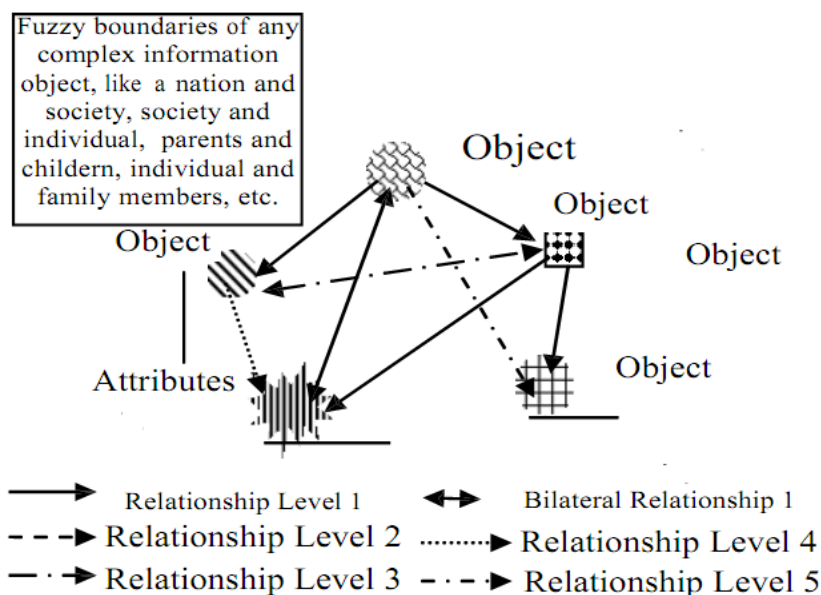 Fuzzy boundaries of any
complex information
object, like a nation and
society, society and
individual, parents and
childern, individual and
family members, etc.
Object
Object
Object
Object
Object
Attributes
Relationship Level 1
Bilateral Relationship 1
Relationship Level 2
Relationship Level 4
Relationship Level 3
Relationship Level 5